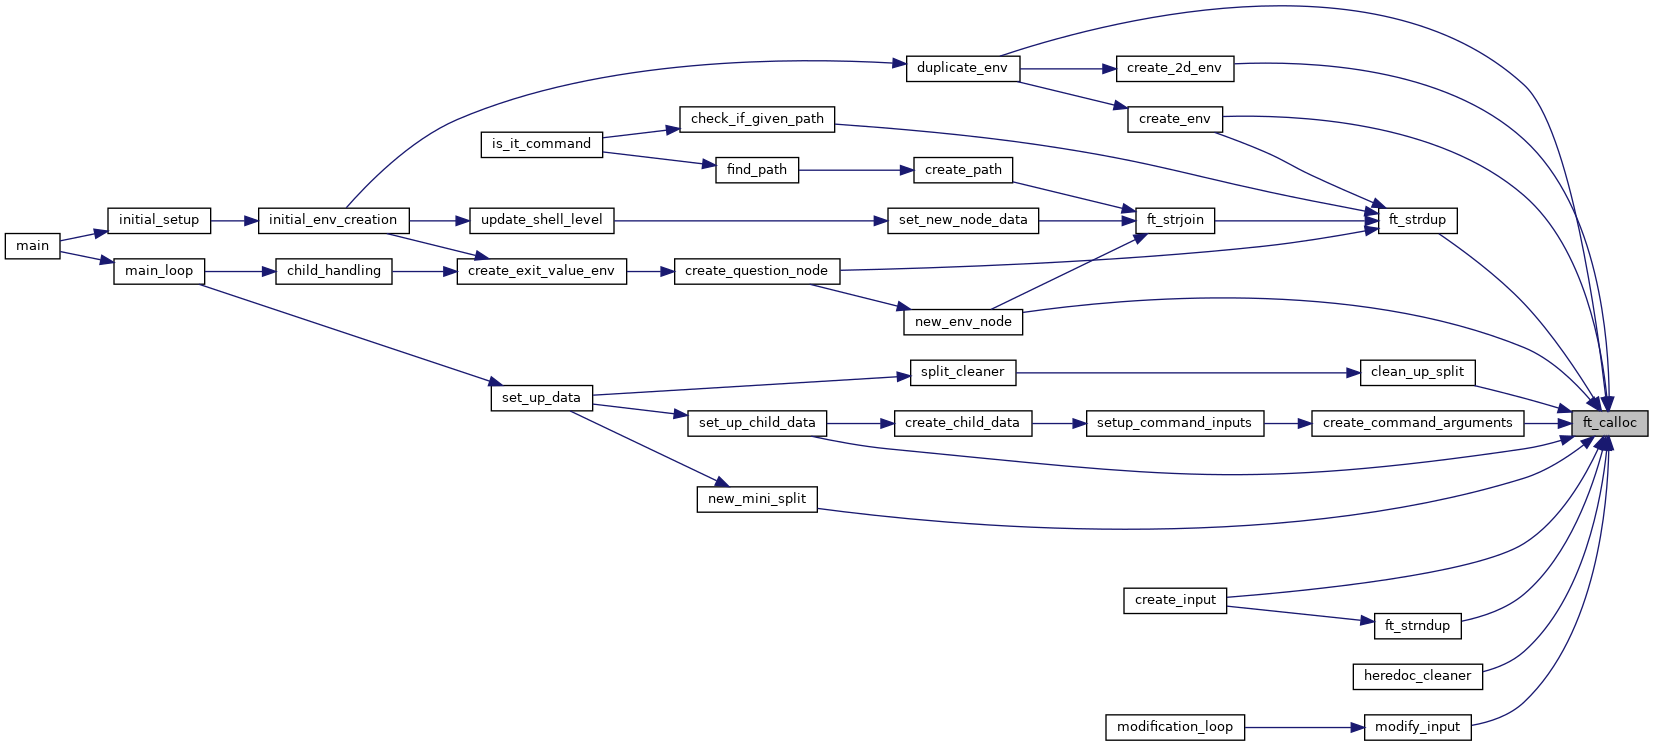 duplicate_env
create_2d_env
check_if_given_path
create_env
is_it_command
find_path
create_path
initial_setup
initial_env_creation
update_shell_level
set_new_node_data
ft_strjoin
ft_strdup
main
main_loop
child_handling
create_exit_value_env
create_question_node
new_env_node
split_cleaner
clean_up_split
set_up_data
set_up_child_data
create_child_data
setup_command_inputs
create_command_arguments
ft_calloc
new_mini_split
create_input
ft_strndup
heredoc_cleaner
modification_loop
modify_input